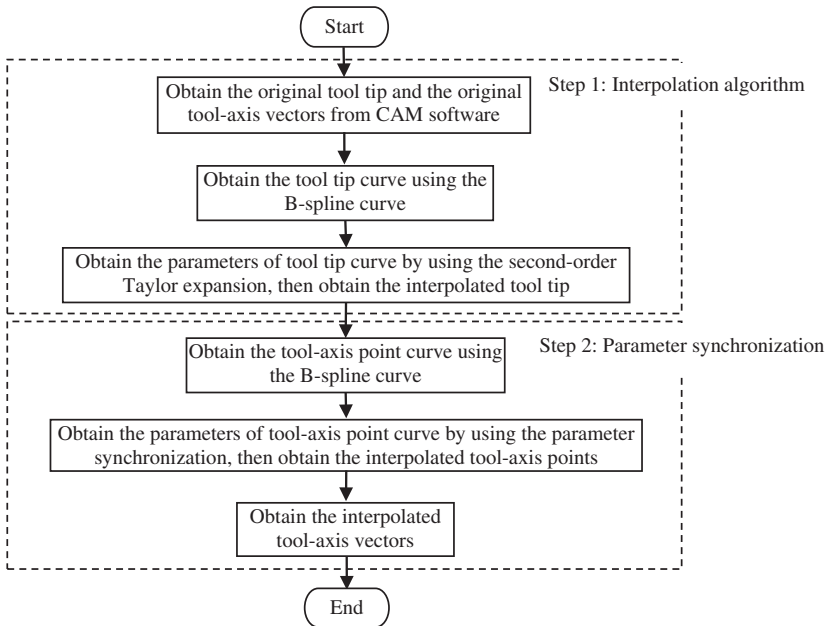 Start
Step 1: Interpolation algorithm
Obtain the original tool tip and the original
tool-axis vectors from CAM software
Obtain the tool tip curve using the
B-spline curve
Obtain the parameters of tool tip curve by using the second-order
Taylor expansion, then obtain the interpolated tool tip
Step 2: Parameter synchronization
Obtain the tool-axis point curve using
the B-spline curve
Obtain the parameters of tool-axis point curve by using the parameter
synchronization, then obtain the interpolated tool-axis points
Obtain the interpolated
tool-axis vectors
End